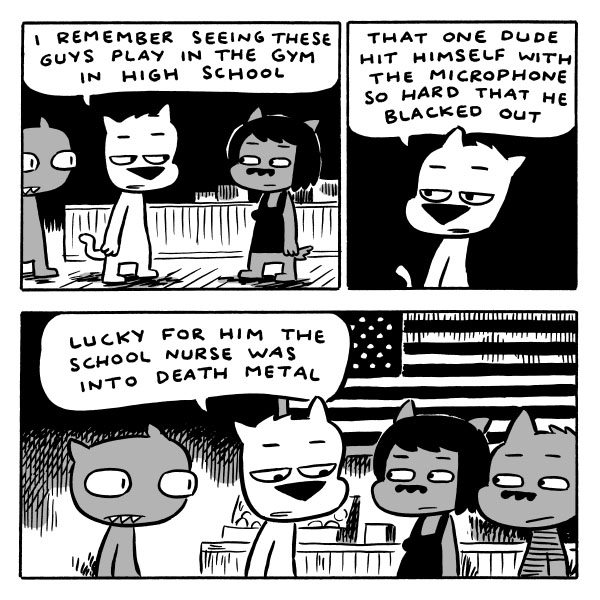 I REMEMBER SEEING THESE
GUYS PLAY IN THE GYM
IN HIGH SCHOOL
THAT ONE DUDE
HIT HIMSELF WITH
THE MICROPHONE
SO HARD THAT HE
BLACKED OUT
LUCKY FOR HIM THE
SCHOOL NURSE WAS
INTO DEATH METAL